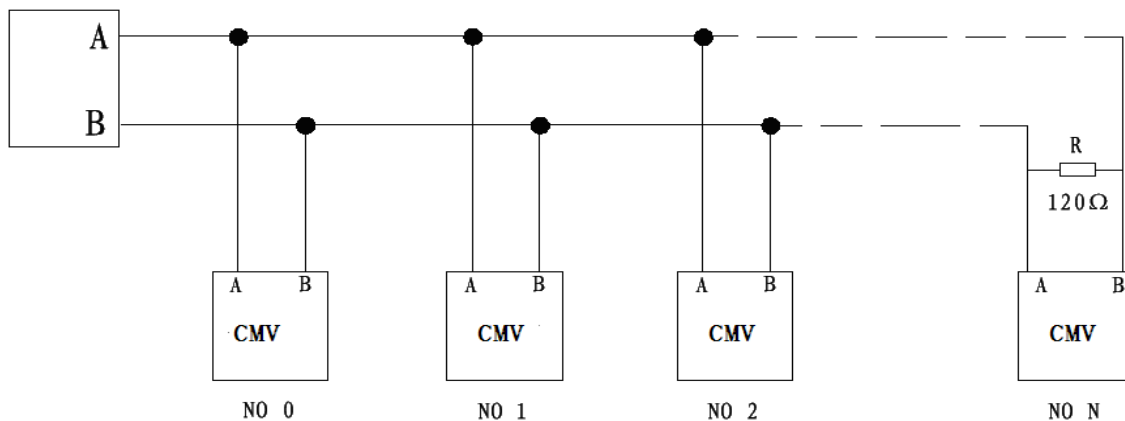 A
B
R
120Ω
A B A B A B A B
CMV CMV CMV CMV
NO 0 NO 1 NO 2 NO N